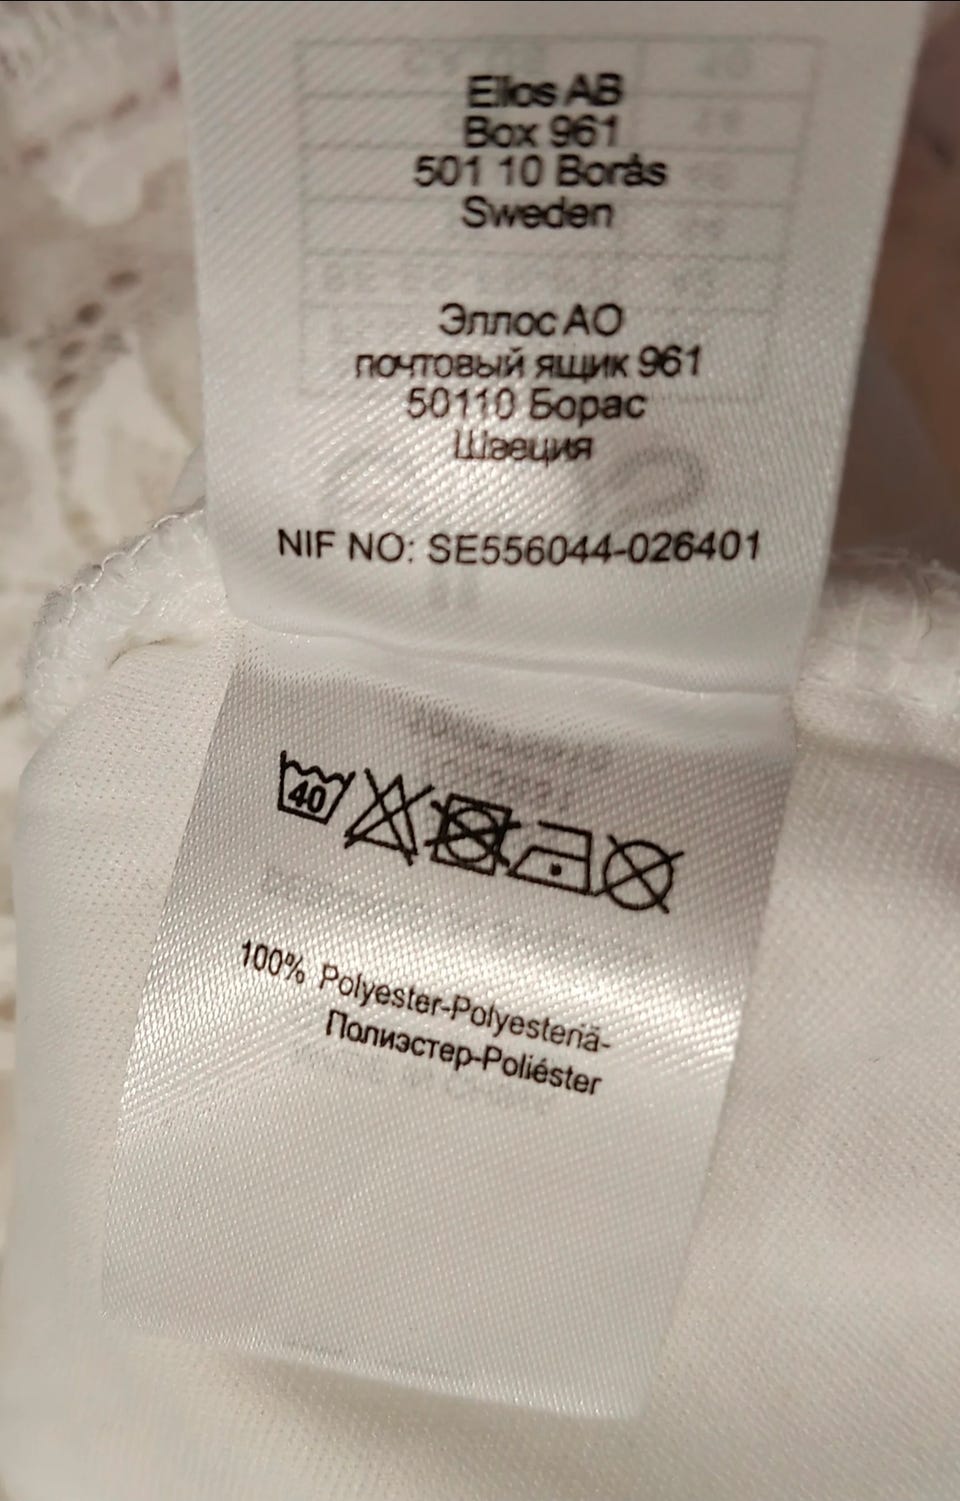 Ellos AB
Box 961
501 10 Borås
Sweden
Эллос АО
почтовый ящик 961
50110 Борас
Швеция
NIF NO: SE556044-026401
40
100% Polyester-Polyesteriä-
Полиэстер-Poliéster